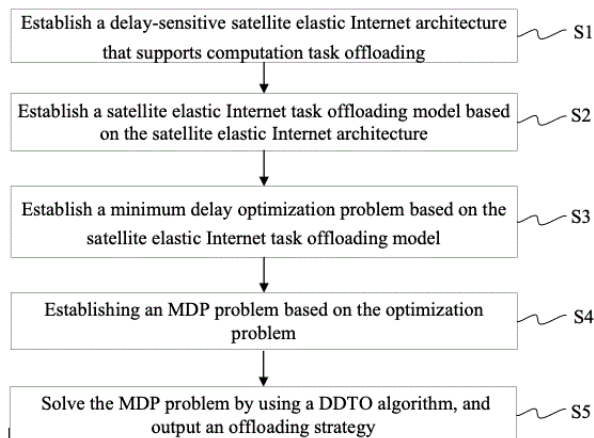 Establish a delay-sensitive satellite elastic Internet architecture
that supports computation task offloading
S1
Establish a satellite elastic Internet task offloading model based
on the satellite elastic Internet architecture
S2
Establish a minimum delay optimization problem based on the
satellite elastic Internet task offloading model
S3
Establishing an MDP problem based on the optimization
problem
S4
Solve the MDP problem by using a DDTO algorithm, and
output an offloading strategy
S5